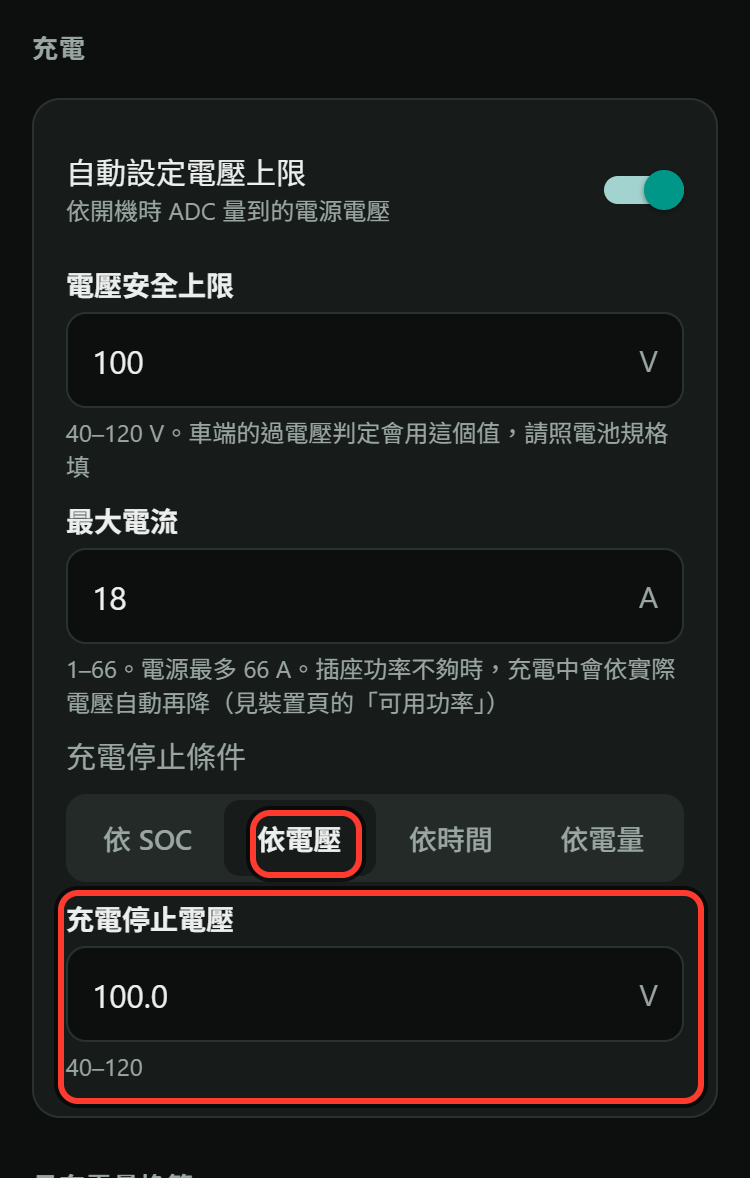 充電
自動設定電壓上限
依開機時 ADC 量到的電源電壓
電壓安全上限
100 V
40–120 V。車端的過電壓判定會用這個值，請照電池規格
填
最大電流
18 A
1–66。電源最多 66 A。插座功率不夠時，充電中會依實際
電壓自動再降（見裝置頁的「可用功率」）
充電停止條件
依 SOC 依電壓 依時間 依電量
充電停止電壓
100.0 V
40–120